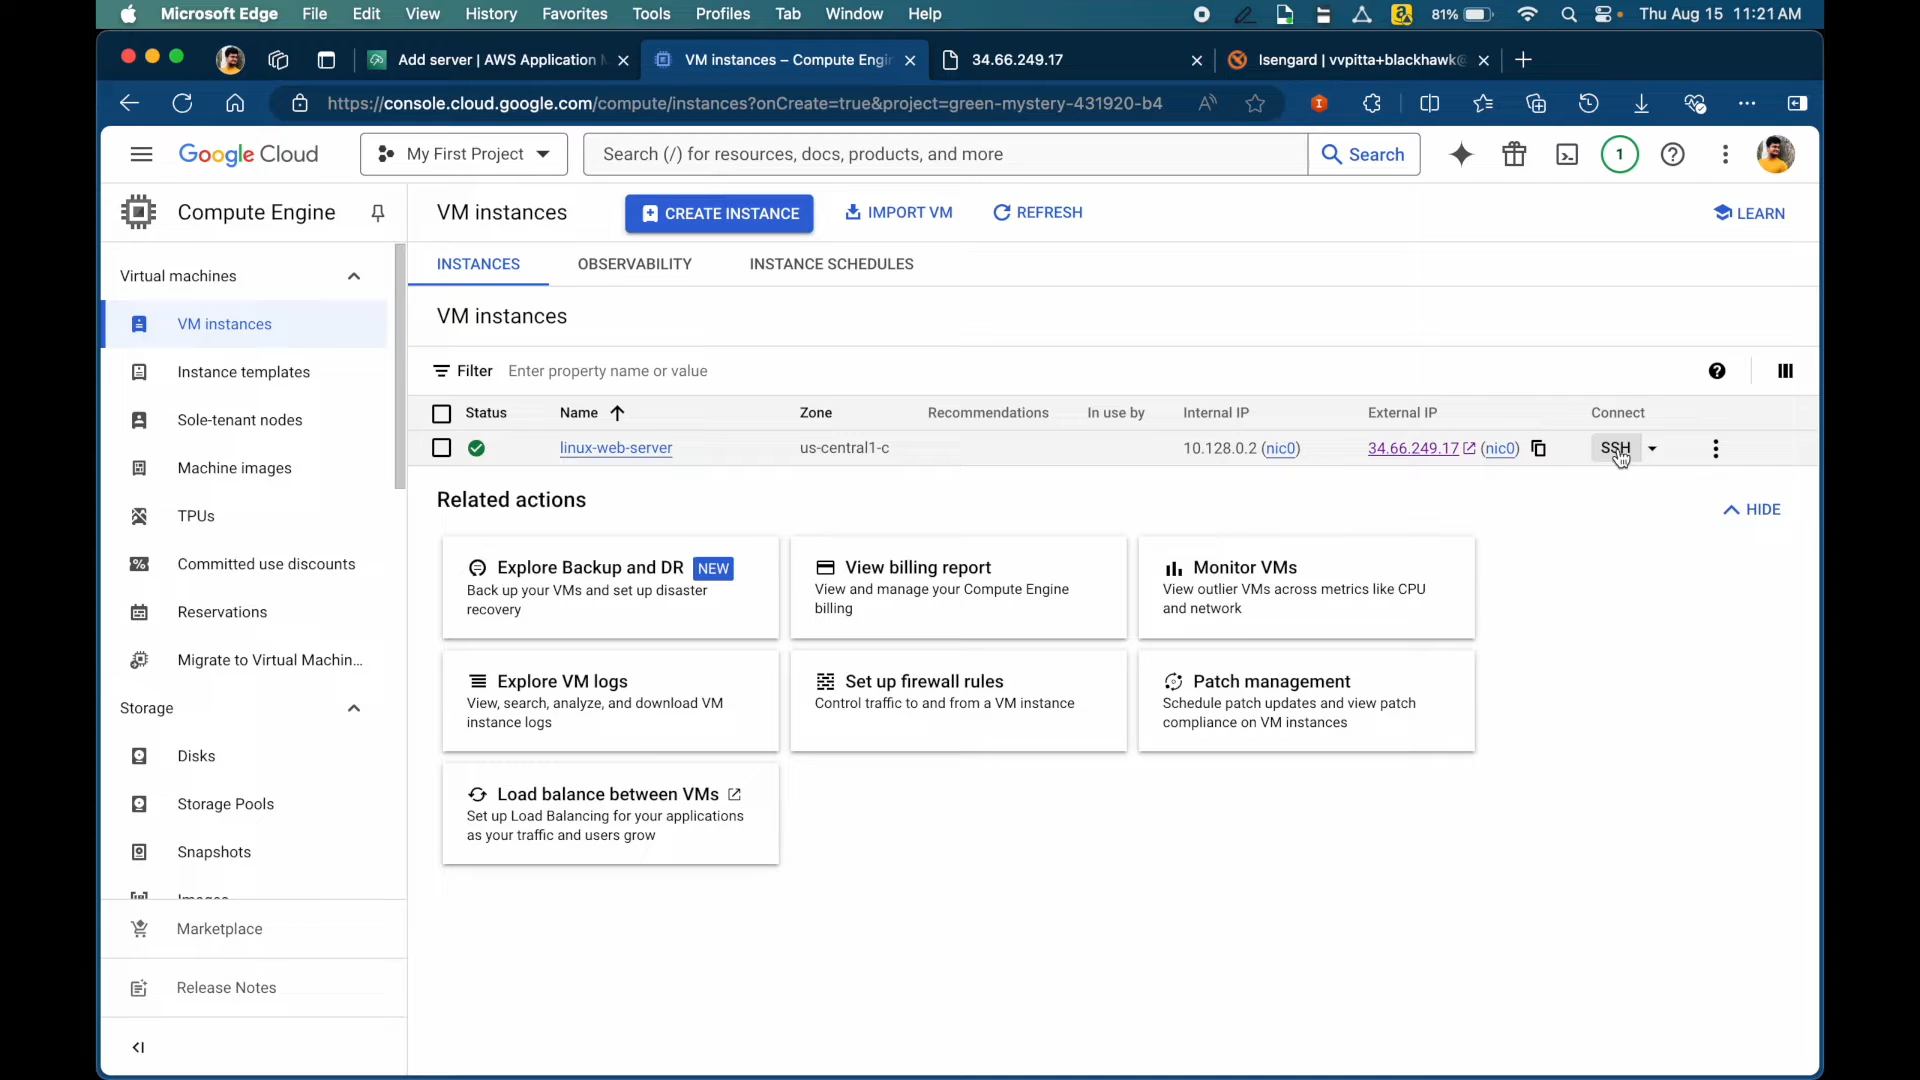 Microsoft Edge File Edit View History Favorites Tools Profiles Tab Window Help 81% Thu Aug 15 11:21 AM
Add server | AWS Application VM instances – Compute Engi 34.66.249.17 Isengard | vvpitta+blackhawk@
https://console.cloud.google.com/compute/instances?onCreate=true&project=green-mystery-431920-b4
Google Cloud My First Project Search (/) for resources, docs, products, and more Search 1
Compute Engine VM instances CREATE INSTANCE IMPORT VM REFRESH LEARN
INSTANCES OBSERVABILITY INSTANCE SCHEDULES
Virtual machines
VM instances
Instance templates
Sole-tenant nodes
Machine images
TPUs
Committed use discounts
Reservations
Migrate to Virtual Machin...
Storage
Disks
Storage Pools
Snapshots
Images
Marketplace
Release Notes
VM instances
Filter Enter property name or value
Status Name Zone Recommendations In use by Internal IP External IP Connect
linux-web-server us-central1-c 10.128.0.2 (nic0) 34.66.249.17 (nic0) SSH
Related actions
HIDE
Explore Backup and DR NEW
Back up your VMs and set up disaster
recovery
View billing report
View and manage your Compute Engine
billing
Monitor VMs
View outlier VMs across metrics like CPU
and network
Explore VM logs
View, search, analyze, and download VM
instance logs
Set up firewall rules
Control traffic to and from a VM instance
Patch management
Schedule patch updates and view patch
compliance on VM instances
Load balance between VMs
Set up Load Balancing for your applications
as your traffic and users grow